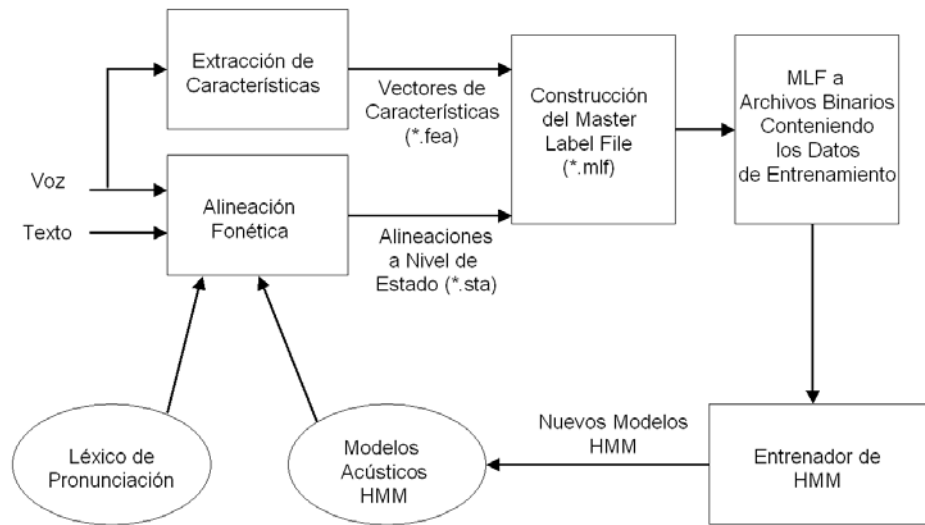 Extracción de
Características
Vectores de
Características
(*.fea)
Construcción
del Master
Label File
(*.mlf)
MLF a
Archivos Binarios
Conteniendo
los Datos
de Entrenamiento
Voz
Texto
Alineación
Fonética
Alineaciones
a Nivel de
Estado (*.sta)
Léxico de
Pronunciación
Modelos
Acústicos
HMM
Nuevos Modelos
HMM
Entrenador de
HMM